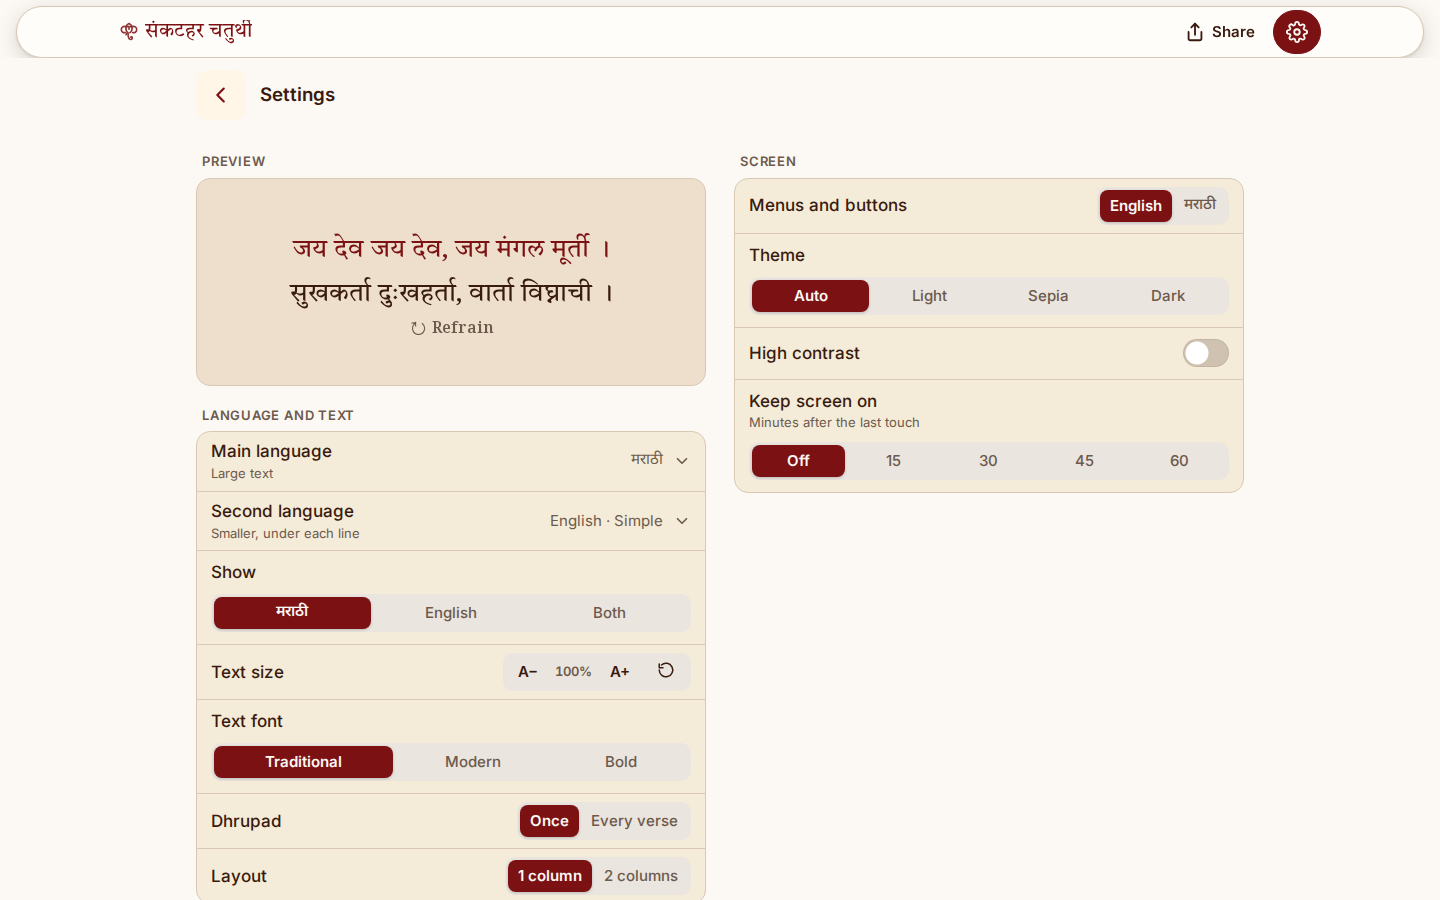 संकटहर चतुर्थी
Share
Settings
PREVIEW
जय देव जय देव, जय मंगल मूर्ती ।
सुखकर्ता दुःखहर्ता, वार्ता विघ्नाची ।
↻ Refrain
LANGUAGE AND TEXT
Main language
Large text
मराठी
Second language
Smaller, under each line
English · Simple
Show
मराठी English Both
Text size
A− 100% A+
Text font
Traditional Modern Bold
Dhrupad
Once Every verse
Layout
1 column 2 columns
SCREEN
Menus and buttons
English मराठी
Theme
Auto Light Sepia Dark
High contrast
Keep screen on
Minutes after the last touch
Off 15 30 45 60